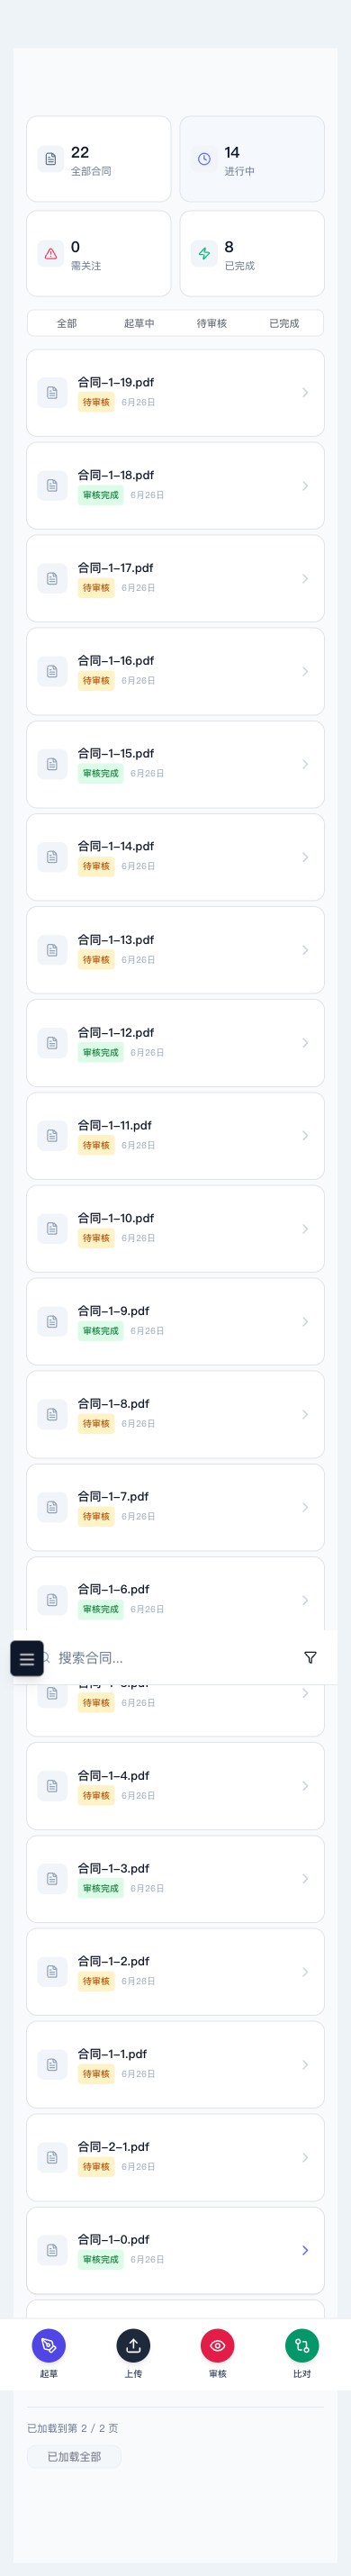 22
全部合同
14
进行中
0
需关注
8
已完成
全部 起草中 待审核 已完成
合同-1-19.pdf
待审核 6月26日
合同-1-18.pdf
审核完成 6月26日
合同-1-17.pdf
待审核 6月26日
合同-1-16.pdf
待审核 6月26日
合同-1-15.pdf
审核完成 6月26日
合同-1-14.pdf
待审核 6月26日
合同-1-13.pdf
待审核 6月26日
合同-1-12.pdf
审核完成 6月26日
合同-1-11.pdf
待审核 6月26日
合同-1-10.pdf
待审核 6月26日
合同-1-9.pdf
审核完成 6月26日
合同-1-8.pdf
待审核 6月26日
合同-1-7.pdf
待审核 6月26日
合同-1-6.pdf
审核完成 6月26日
搜索合同...
待审核 6月26日
合同-1-4.pdf
待审核 6月26日
合同-1-3.pdf
审核完成 6月26日
合同-1-2.pdf
待审核 6月26日
合同-1-1.pdf
待审核 6月26日
合同-2-1.pdf
待审核 6月26日
合同-1-0.pdf
审核完成 6月26日
起草 上传 审核 比对
已加载到第 2 / 2 页
已加载全部